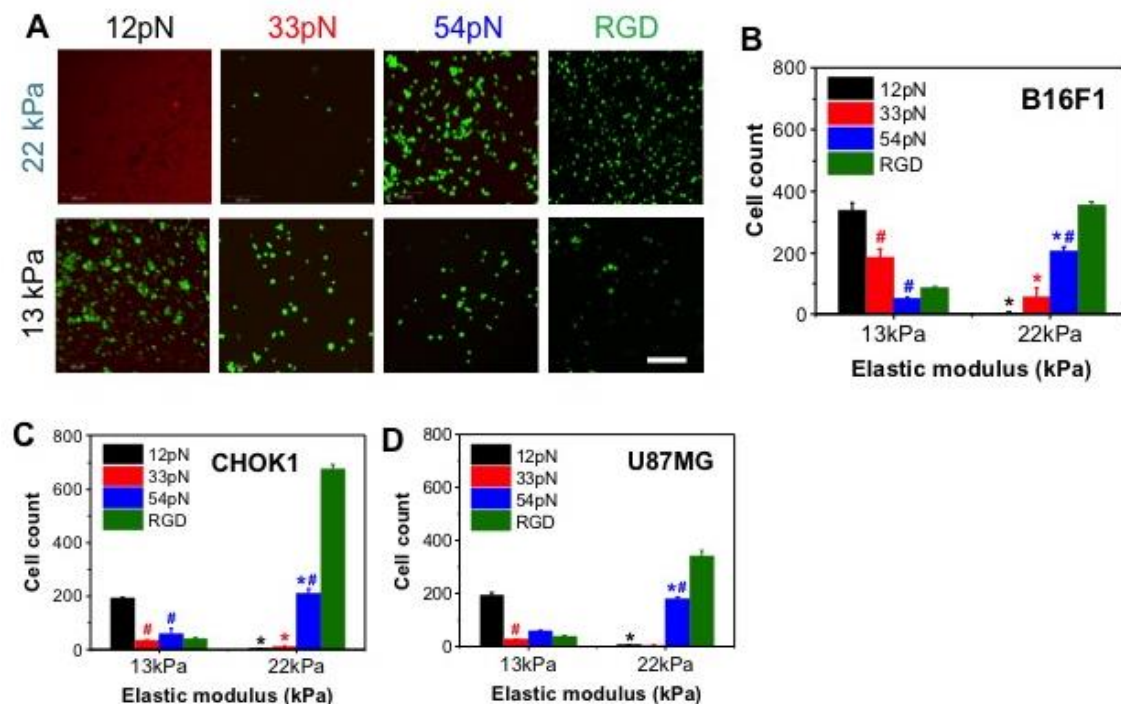 A
12pN 33pN 54pN RGD
22 kPa
13 kPa
B
B16F1
12pN
33pN
54pN
RGD
Cell count
800
600
400
200
0
#
#
*
*
*#
13kPa 22kPa
Elastic modulus (kPa)
C
CHOK1
12pN
33pN
54pN
RGD
Cell count
800
600
400
200
0
#
#
*
*
*#
13kPa 22kPa
Elastic modulus (kPa)
D
U87MG
12pN
33pN
54pN
RGD
Cell count
800
600
400
200
0
#
*
*#
13kPa 22kPa
Elastic modulus (kPa)